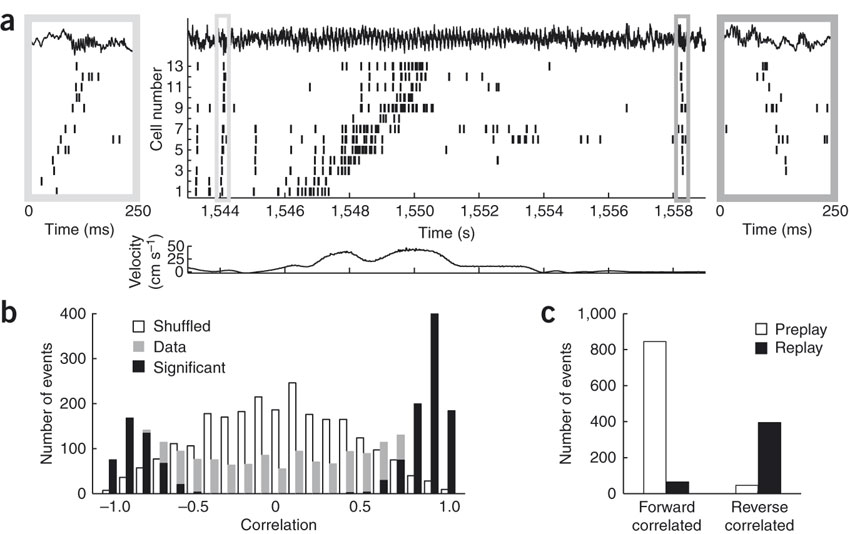 a
Cell number
13
11
9
7
5
3
1
0 250
Time (ms)
1,544 1,546 1,548 1,550 1,552 1,554 1,556 1,558
Time (s)
0 250
Time (ms)
Velocity
(cm s⁻¹)
50
25
0
b
Number of events
400
300
200
100
0
Shuffled
Data
Significant
–1.0 –0.5 0 0.5 1.0
Correlation
c
Number of events
1,000
800
600
400
200
0
Preplay
Replay
Forward
correlated
Reverse
correlated